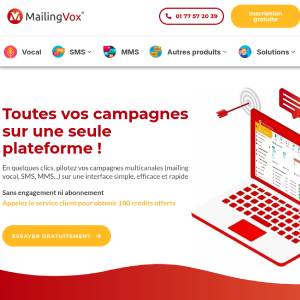 MailingVox®
01 77 57 20 39
Inscription
gratuite
Vocal
SMS
MMS
Autres produits
Solutions
Toutes vos campagnes
sur une seule
plateforme !
En quelques clics, pilotez vos campagnes multicanales (mailing
vocal, SMS, MMS...) sur une interface simple, efficace et rapide
Sans engagement ni abonnement
Appelez le service client pour obtenir 100 crédits offerts
ESSAYER GRATUITEMENT